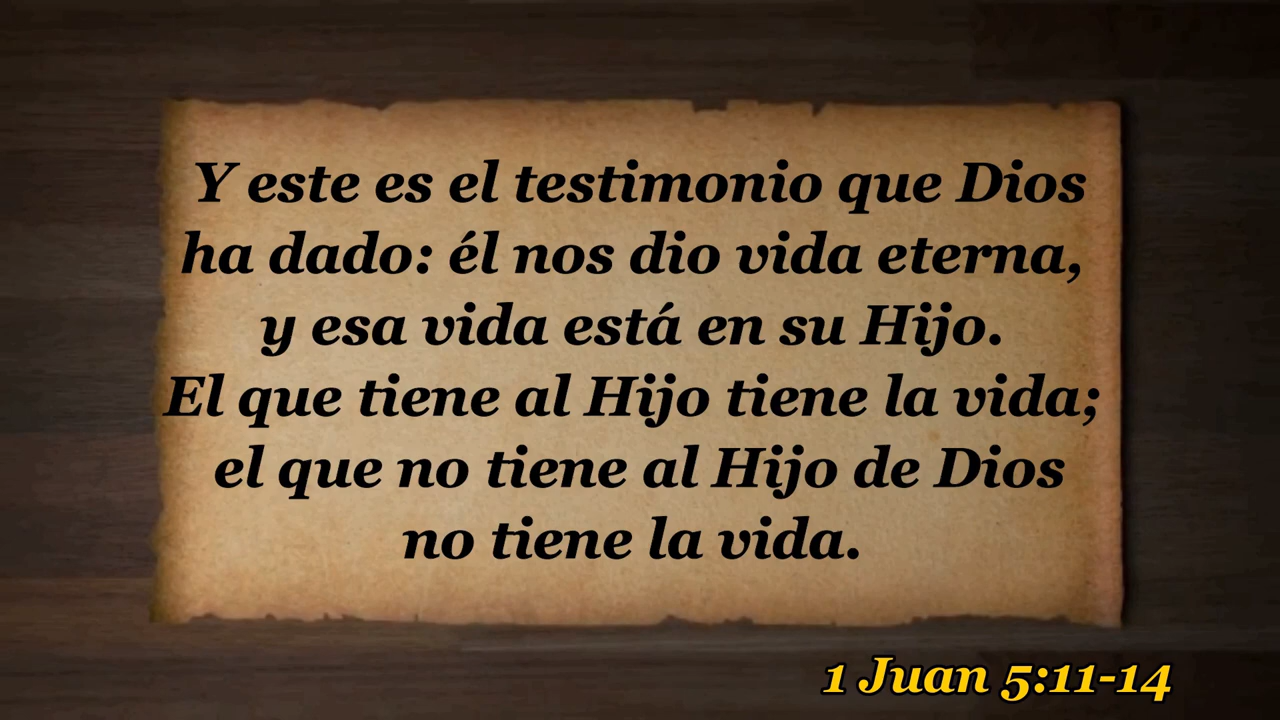 Y este es el testimonio que Dios
ha dado: él nos dio vida eterna,
y esa vida está en su Hijo.
El que tiene al Hijo tiene la vida;
el que no tiene al Hijo de Dios
no tiene la vida.
1 Juan 5:11-14